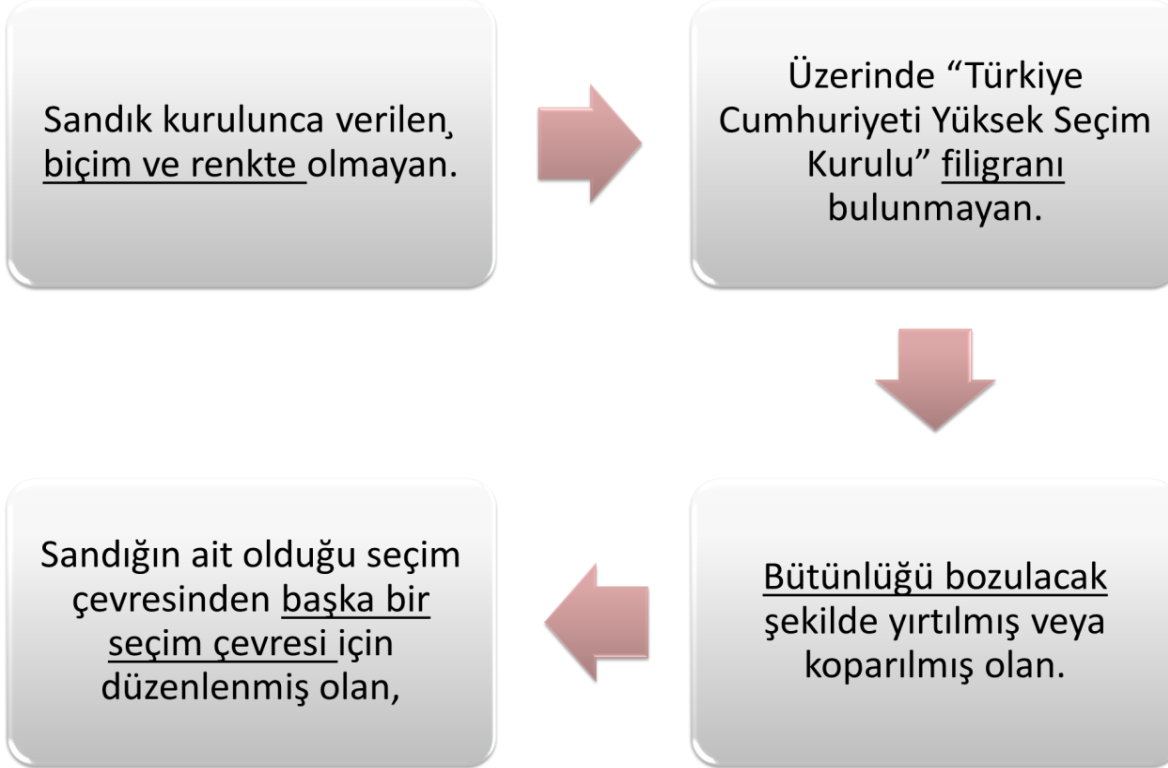 Sandık kurulunca verilen¸
biçim ve renkte olmayan.
Üzerinde “Türkiye
Cumhuriyeti Yüksek Seçim
Kurulu” filigranı
bulunmayan.
Bütünlüğü bozulacak
şekilde yırtılmış veya
koparılmış olan.
Sandığın ait olduğu seçim
çevresinden başka bir
seçim çevresi için
düzenlenmiş olan,